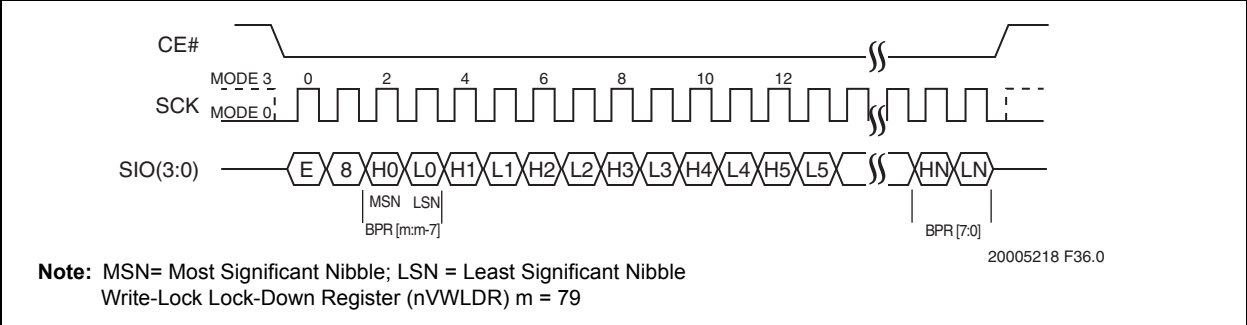 CE#
MODE 3 0 2 4 6 8 10 12
SCK MODE 0
SIO(3:0) E 8 H0 L0 H1 L1 H2 L2 H3 L3 H4 L4 H5 L5 HN LN
MSN LSN
BPR [m:m-7] BPR [7:0]
20005218 F36.0
Note: MSN= Most Significant Nibble; LSN = Least Significant Nibble
Write-Lock Lock-Down Register (nVWLDR) m = 79